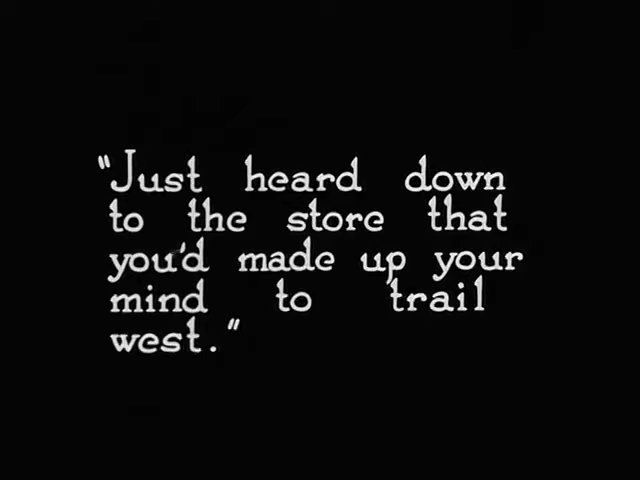 "Just heard down
to the store that
you'd made up your
mind to trail
west."